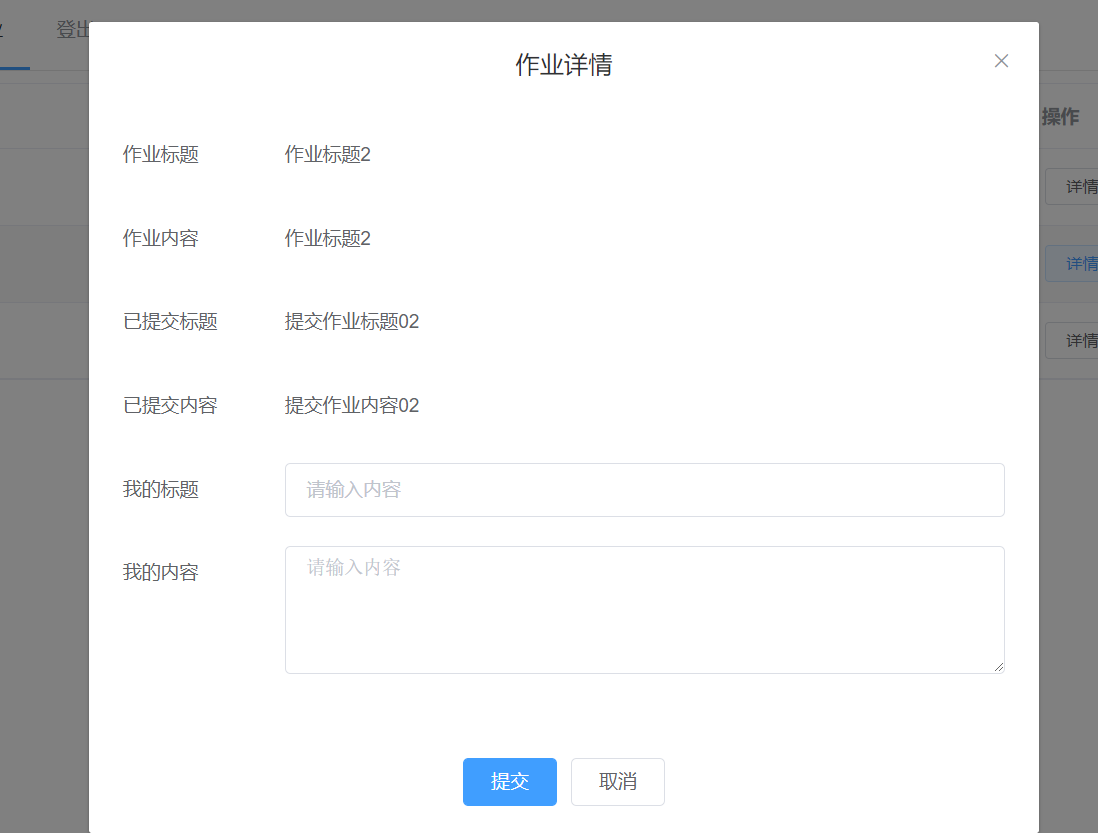 登出
作业详情
操作
作业标题 作业标题2
详情
作业内容 作业标题2
详情
已提交标题 提交作业标题02
详情
已提交内容 提交作业内容02
我的标题 请输入内容
我的内容 请输入内容
提交 取消